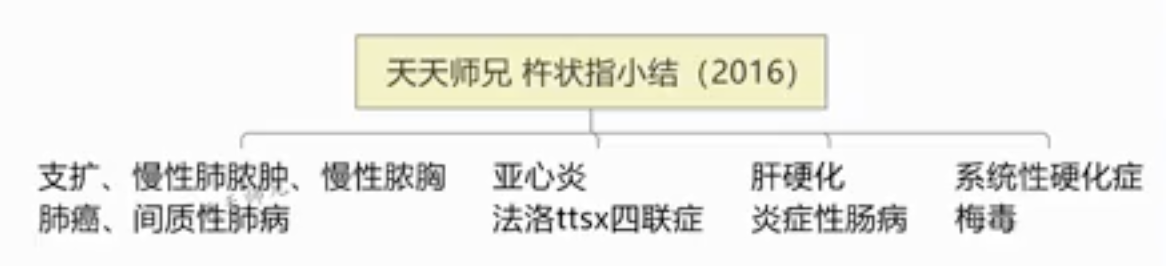 天天师兄 杵状指小结（2016）
支扩、慢性肺脓肿、慢性脓胸
肺癌、间质性肺病
亚心炎
法洛ttsx四联症
肝硬化
炎症性肠病
系统性硬化症
梅毒